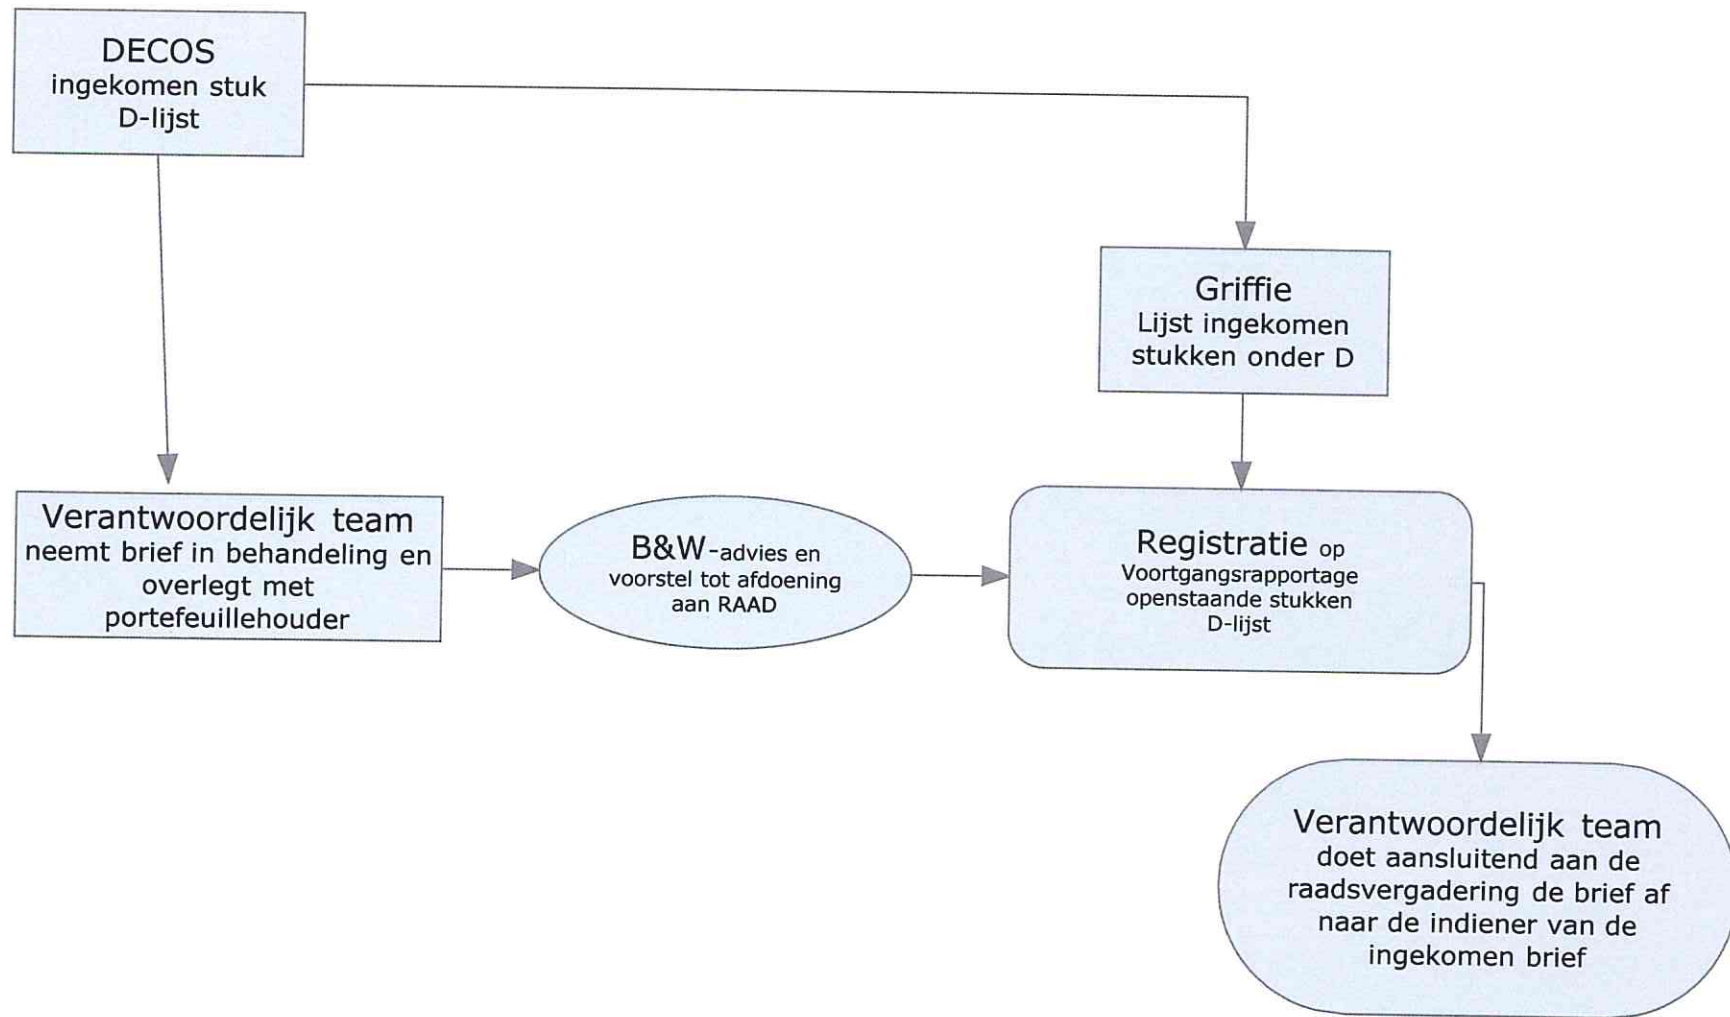 DECOS
ingekomen stuk
D-lijst
Griffie
Lijst ingekomen
stukken onder D
Verantwoordelijk team
neemt brief in behandeling en
overlegt met
portefeuillehouder
B&W-advies en
voorstel tot afdoening
aan RAAD
Registratie op
Voortgangsrapportage
openstaande stukken
D-lijst
Verantwoordelijk team
doet aansluitend aan de
raadsvergadering de brief af
naar de indiener van de
ingekomen brief